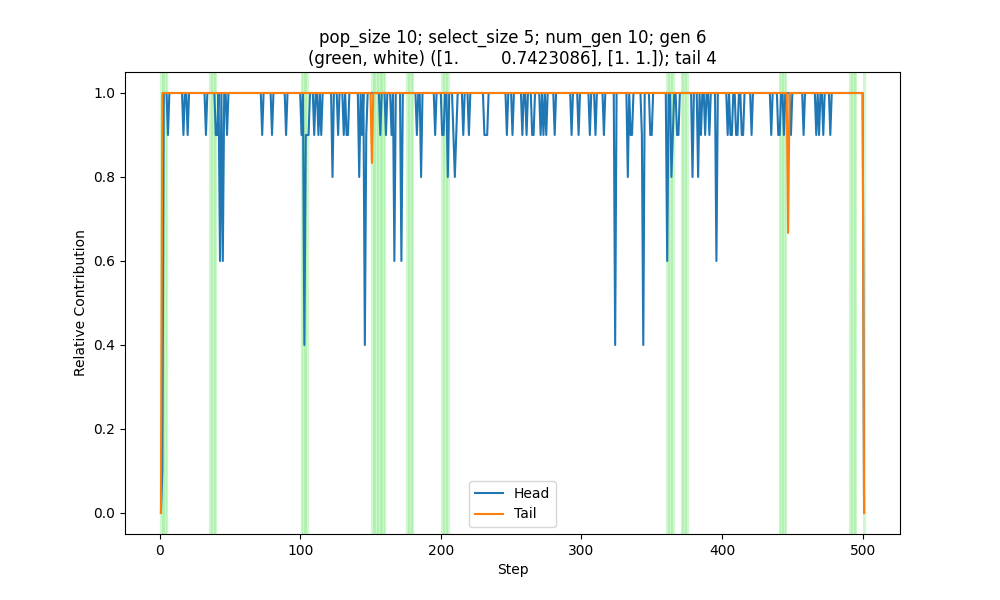 pop_size 10; select_size 5; num_gen 10; gen 6
(green, white) ([1.        0.7423086], [1. 1.]); tail 4
1.0
0.8
0.6
0.4
0.2
0.0
Relative Contribution
Head
Tail
0
100
200
300
400
500
Step